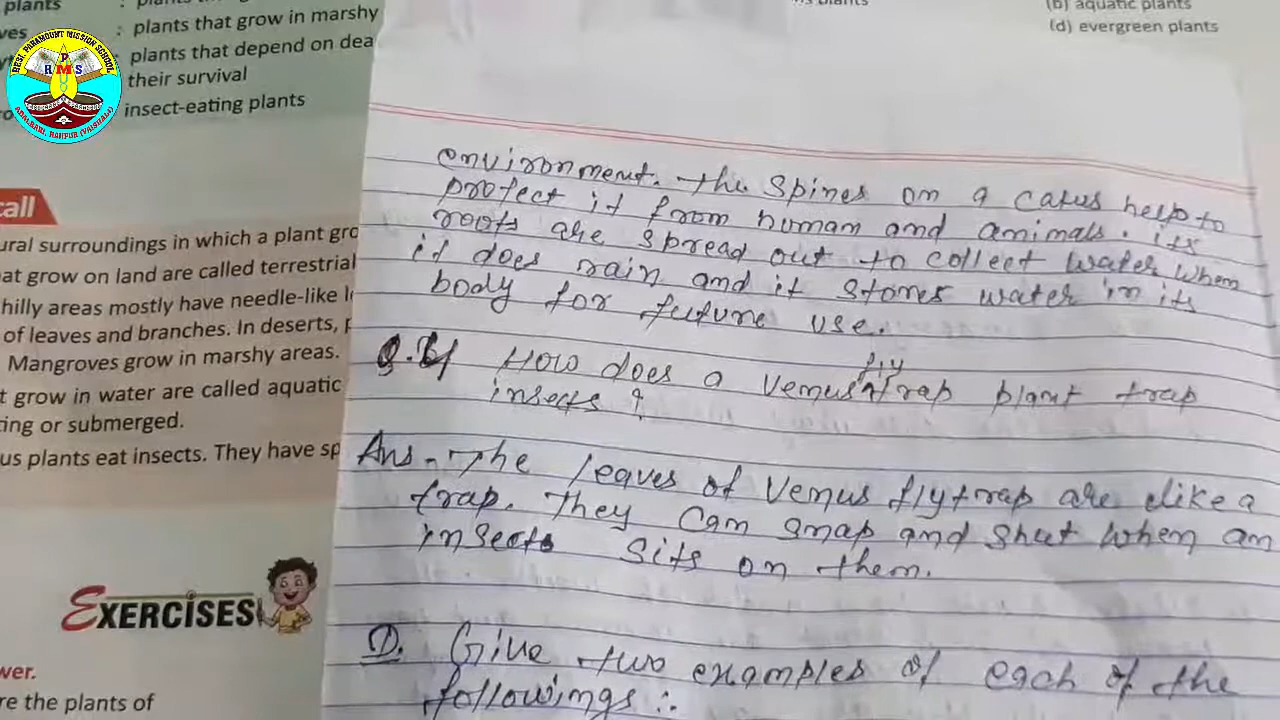 plants
: plants that grow in marshy
: plants that depend on dea
their survival
insect-eating plants
(b) aquatic plants
(d) evergreen plants
PMS
call
ural surroundings in which a plant gro
at grow on land are called terrestrial
hilly areas mostly have needle-like l
of leaves and branches. In deserts, p
Mangroves grow in marshy areas.
t grow in water are called aquatic
ing or submerged.
us plants eat insects. They have sp
EXERCISES
wer.
re the plants of
environment. The spines on a catus help to
protect it from human and animals. its
roots are spread out to collect water when
it does rain and it stores water in its
body for future use.
How does a venus fly trap plant trap
insects ?
Ans. The leaves of venus flytrap are like a
trap. They can snap and shut when an
insects sits on them.
D. Give two examples of each of the
followings :-